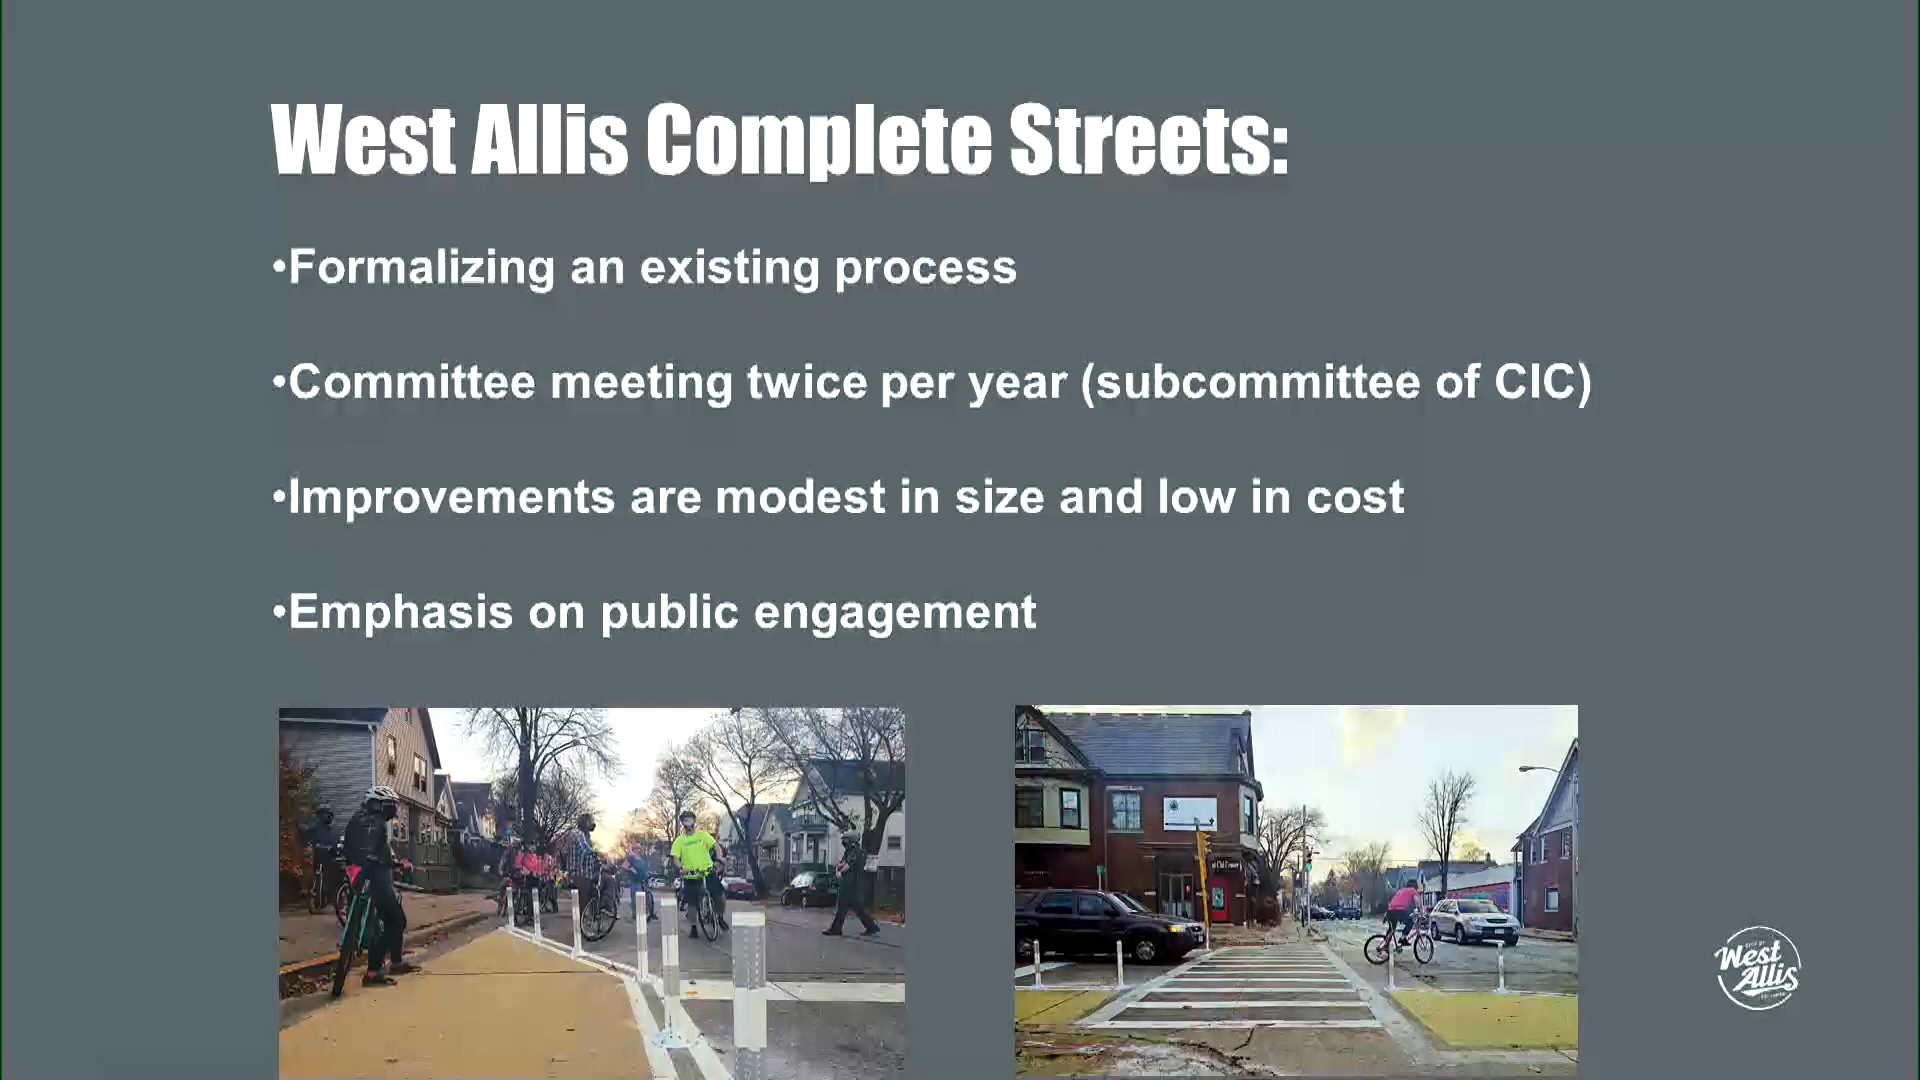 West Allis Complete Streets:
•Formalizing an existing process
•Committee meeting twice per year (subcommittee of CIC)
•Improvements are modest in size and low in cost
•Emphasis on public engagement
West
Allis